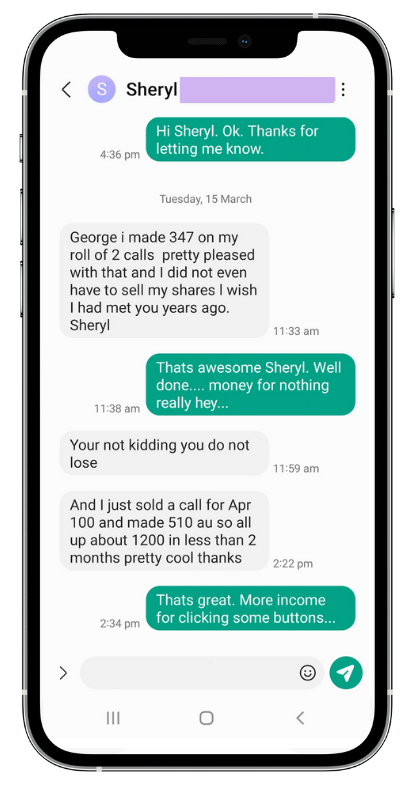 S Sheryl
Hi Sheryl. Ok. Thanks for
letting me know.
4:36 pm
Tuesday, 15 March
George i made 347 on my
roll of 2 calls pretty pleased
with that and I did not even
have to sell my shares I wish
I had met you years ago.
Sheryl
11:33 am
Thats awesome Sheryl. Well
done.... money for nothing
really hey...
11:38 am
Your not kidding you do not
lose
11:59 am
And I just sold a call for Apr
100 and made 510 au so all
up about 1200 in less than 2
months pretty cool thanks
2:22 pm
Thats great. More income
for clicking some buttons...
2:34 pm